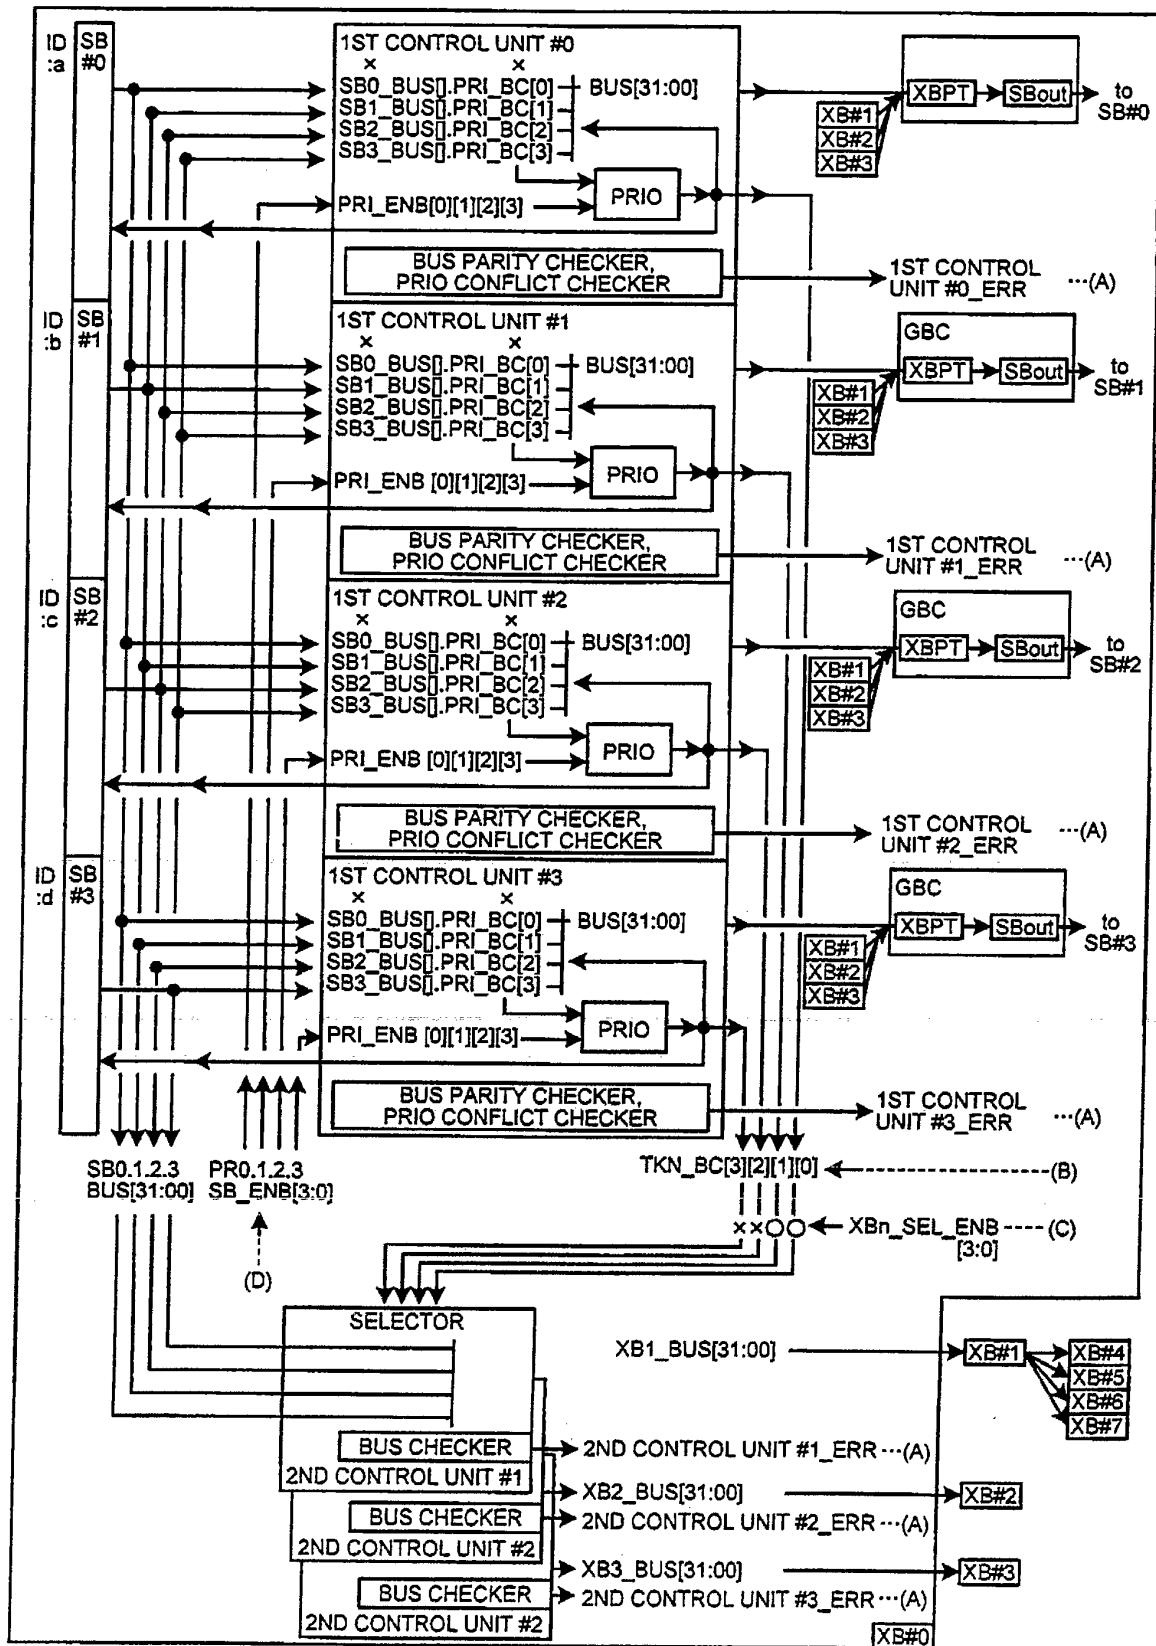 ID
:a
SB
#0
1ST CONTROL UNIT #0
× ×
SB0_BUS[].PRI_BC[0]
BUS[31:00]
SB1_BUS[].PRI_BC[1]
SB2_BUS[].PRI_BC[2]
SB3_BUS[].PRI_BC[3]
PRI_ENB[0][1][2][3]
PRIO
BUS PARITY CHECKER,
PRIO CONFLICT CHECKER
XBPT
SBout
to
SB#0
XB#1
XB#2
XB#3
1ST CONTROL
UNIT #0_ERR
···(A)
ID
:b
SB
#1
1ST CONTROL UNIT #1
× ×
SB0_BUS[].PRI_BC[0]
BUS[31:00]
SB1_BUS[].PRI_BC[1]
SB2_BUS[].PRI_BC[2]
SB3_BUS[].PRI_BC[3]
PRI_ENB [0][1][2][3]
PRIO
BUS PARITY CHECKER,
PRIO CONFLICT CHECKER
GBC
XBPT
SBout
to
SB#1
XB#1
XB#2
XB#3
1ST CONTROL
UNIT #1_ERR
···(A)
ID
:c
SB
#2
1ST CONTROL UNIT #2
× ×
SB0_BUS[].PRI_BC[0]
BUS[31:00]
SB1_BUS[].PRI_BC[1]
SB2_BUS[].PRI_BC[2]
SB3_BUS[].PRI_BC[3]
PRI_ENB [0][1][2][3]
PRIO
BUS PARITY CHECKER,
PRIO CONFLICT CHECKER
GBC
XBPT
SBout
to
SB#2
XB#1
XB#2
XB#3
1ST CONTROL
UNIT #2_ERR
···(A)
ID
:d
SB
#3
1ST CONTROL UNIT #3
× ×
SB0_BUS[].PRI_BC[0]
BUS[31:00]
SB1_BUS[].PRI_BC[1]
SB2_BUS[].PRI_BC[2]
SB3_BUS[].PRI_BC[3]
PRI_ENB [0][1][2][3]
PRIO
BUS PARITY CHECKER,
PRIO CONFLICT CHECKER
GBC
XBPT
SBout
to
SB#3
XB#1
XB#2
XB#3
1ST CONTROL
UNIT #3_ERR
···(A)
SB0.1.2.3
BUS[31:00]
PR0.1.2.3
SB_ENB[3:0]
(D)
TKN_BC[3][2][1][0]
(B)
××○○
XBn_SEL_ENB
[3:0]
(C)
SELECTOR
BUS CHECKER
2ND CONTROL UNIT #1
XB1_BUS[31:00]
XB#1
XB#4
XB#5
XB#6
XB#7
2ND CONTROL UNIT #1_ERR ···(A)
XB2_BUS[31:00]
XB#2
BUS CHECKER
2ND CONTROL UNIT #2_ERR ···(A)
2ND CONTROL UNIT #2
XB3_BUS[31:00]
XB#3
BUS CHECKER
2ND CONTROL UNIT #3_ERR ···(A)
2ND CONTROL UNIT #2
XB#0